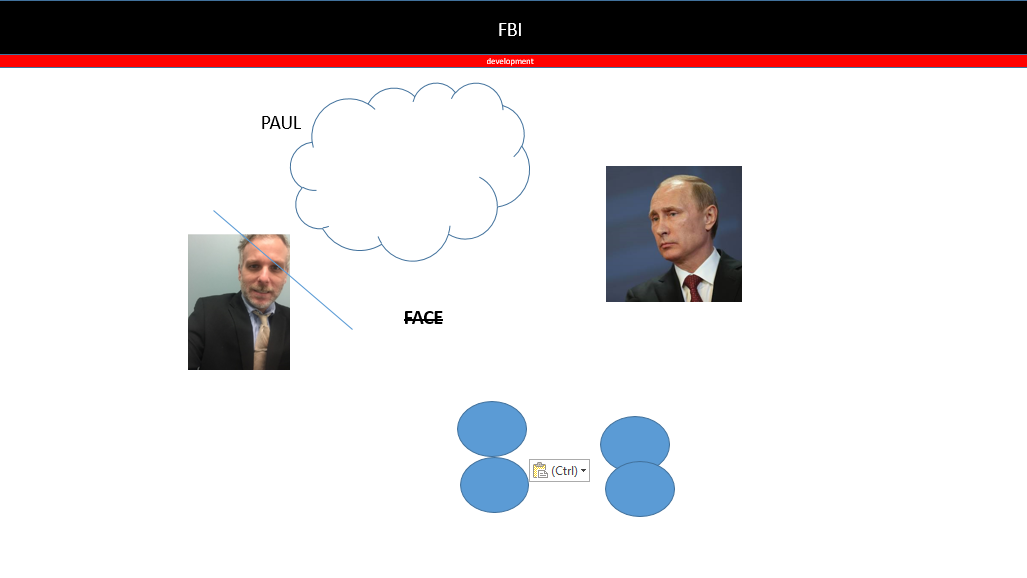 FBI
development
PAUL
FACE
(Ctrl)